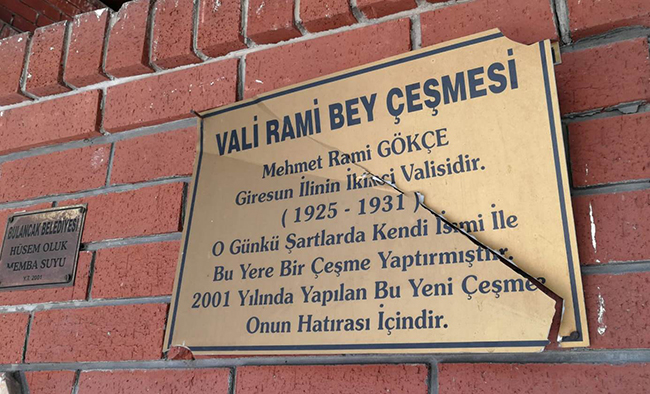 VALİ RAMİ BEY ÇEŞMESİ
Mehmet Rami GÖKÇE
Giresun İlinin İkinci Valisidir.
( 1925 - 1931 )
O Günkü Şartlarda Kendi İsmi İle
Bu Yere Bir Çeşme Yaptırmıştır.
2001 Yılında Yapılan Bu Yeni Çeşme
Onun Hatırası İçindir.
BULANCAK BELEDİYESİ
HÜSEM OLUK
MEMBA SUYU
Y.T. 2001